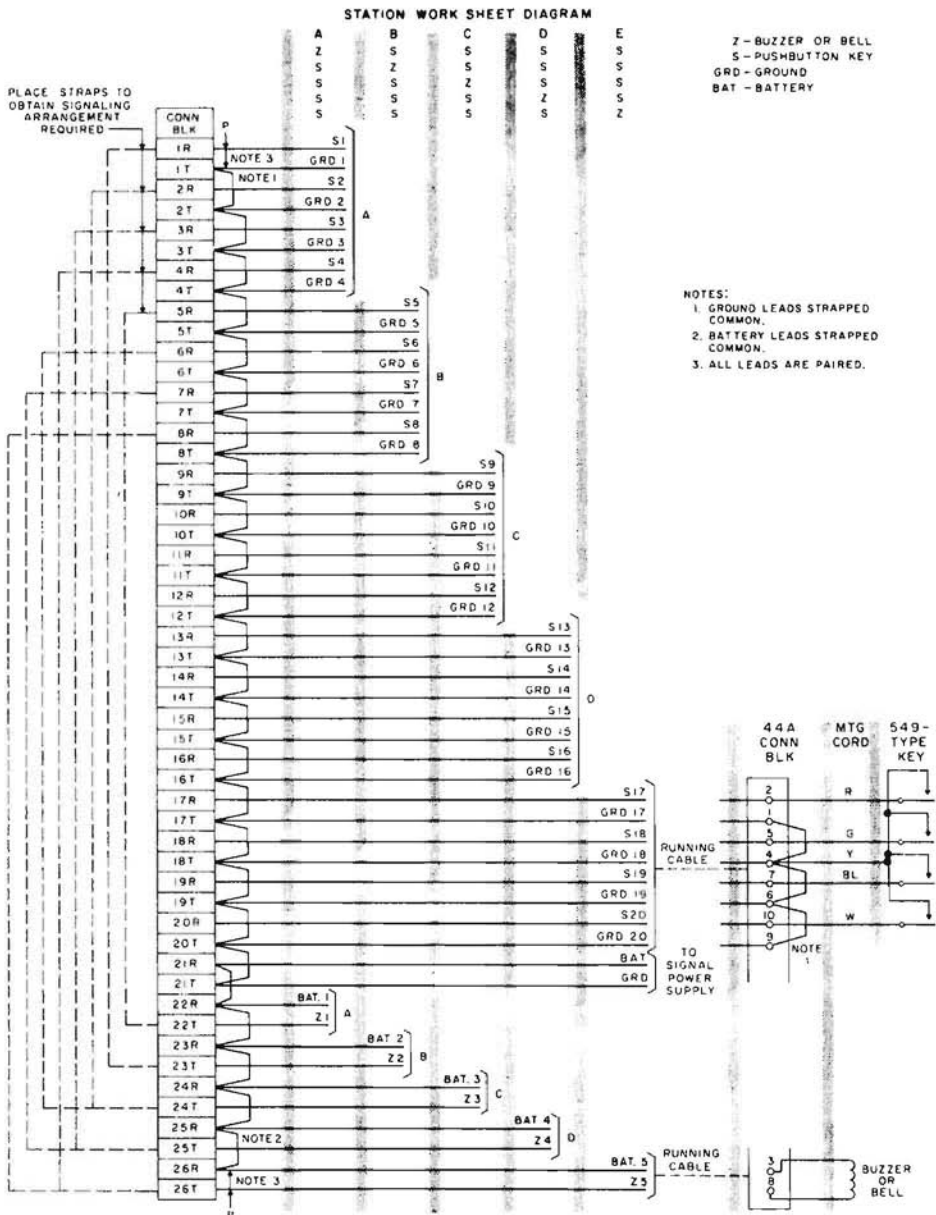 STATION WORK SHEET DIAGRAM
A B C D E
Z S S S S
S Z S S S
S S Z S S
S S S Z S
S S S S Z
Z - BUZZER OR BELL
S - PUSHBUTTON KEY
GRD - GROUND
BAT - BATTERY
PLACE STRAPS TO
OBTAIN SIGNALING
ARRANGEMENT
REQUIRED
CONN
BLK
P
1R S1
NOTE 3
1T GRD 1
NOTE 1
2R S2
2T GRD 2
A
3R S3
3T GRD 3
4R S4
4T GRD 4
5R S5
5T GRD 5
6R S6
6T GRD 6
B
7R S7
7T GRD 7
8R S8
8T GRD 8
NOTES:
1. GROUND LEADS STRAPPED
COMMON.
2. BATTERY LEADS STRAPPED
COMMON.
3. ALL LEADS ARE PAIRED.
9R S9
9T GRD 9
10R S10
10T GRD 10
C
11R S11
11T GRD 11
12R S12
12T GRD 12
13R S13
13T GRD 13
14R S14
14T GRD 14
D
15R S15
15T GRD 15
16R S16
16T GRD 16
17R S17
17T GRD 17
18R S18
18T GRD 18
RUNNING
CABLE
19R S19
19T GRD 19
20R S20
20T GRD 20
21R BAT
21T GRD
TO
SIGNAL
POWER
SUPPLY
44A
CONN
BLK
MTG
CORD
549-
TYPE
KEY
2 R
1
5 G
4 Y
7 BL
6
10 W
9
NOTE
1
22R BAT. 1
22T Z1
A
23R BAT 2
23T Z2
B
24R BAT. 3
24T Z3
C
25R BAT 4
NOTE 2
25T Z4
D
26R BAT. 5
NOTE 3
26T Z5
RUNNING
CABLE
3
8
BUZZER
OR
BELL